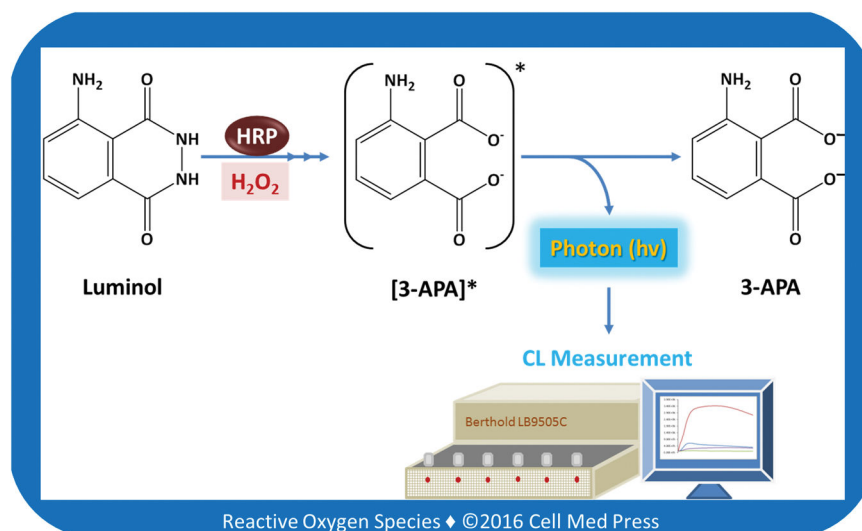 NH₂
O
NH
NH
O
Luminol
HRP
H₂O₂
NH₂
O
O⁻
O⁻
O
*
[3-APA]*
Photon (hv)
NH₂
O
O⁻
O⁻
O
3-APA
CL Measurement
Berthold LB9505C
Reactive Oxygen Species ♦ ©2016 Cell Med Press